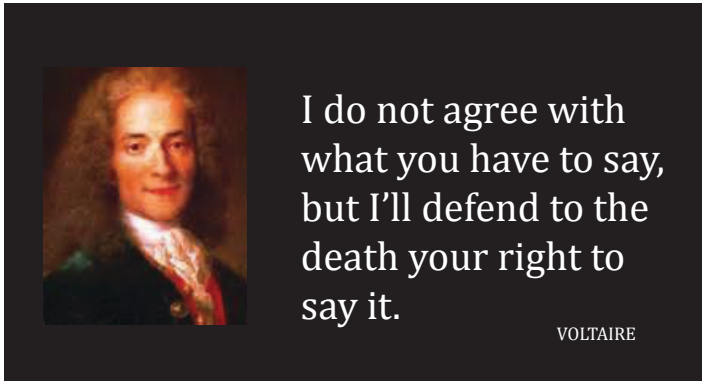 I do not agree with
what you have to say,
but I’ll defend to the
death your right to
say it.
VOLTAIRE